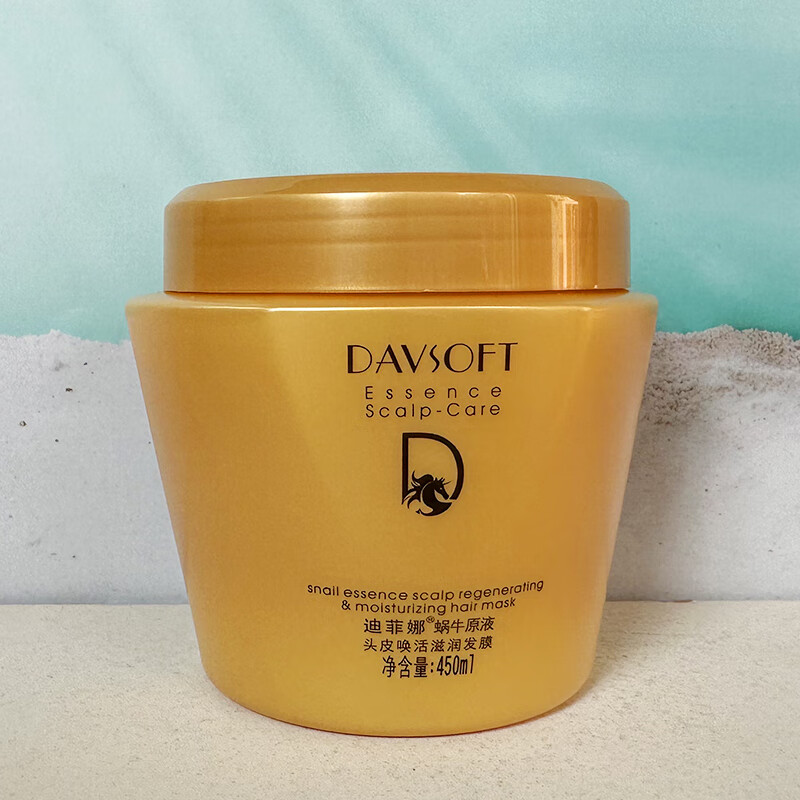 DAVSOFT
Essence
Scalp-Care
D
snail essence scalp regenerating
& moisturizing hair mask
迪菲娜®蜗牛原液
头皮唤活滋润发膜
净含量:450ml